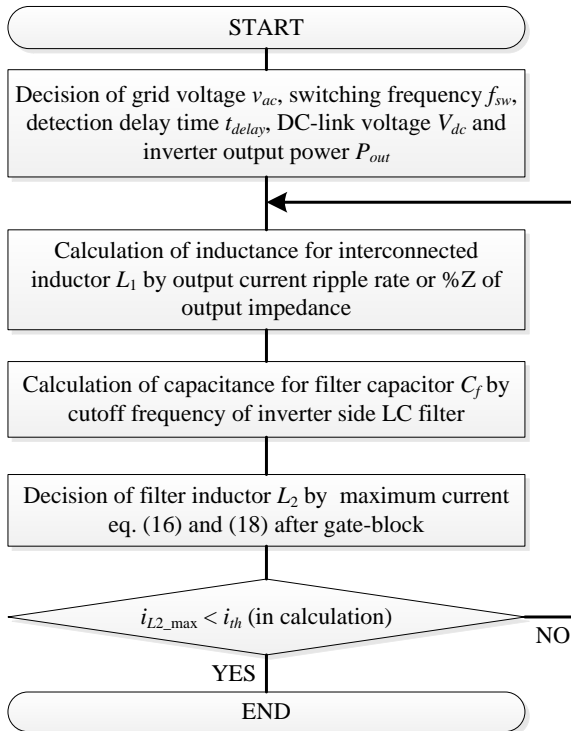 START
Decision of grid voltage v_ac, switching frequency f_sw,
detection delay time t_delay, DC-link voltage V_dc and
inverter output power P_out
Calculation of inductance for interconnected
inductor L_1 by output current ripple rate or %Z of
output impedance
Calculation of capacitance for filter capacitor C_f by
cutoff frequency of inverter side LC filter
Decision of filter inductor L_2 by maximum current
eq. (16) and (18) after gate-block
i_L2_max < i_th (in calculation)
NO
YES
END